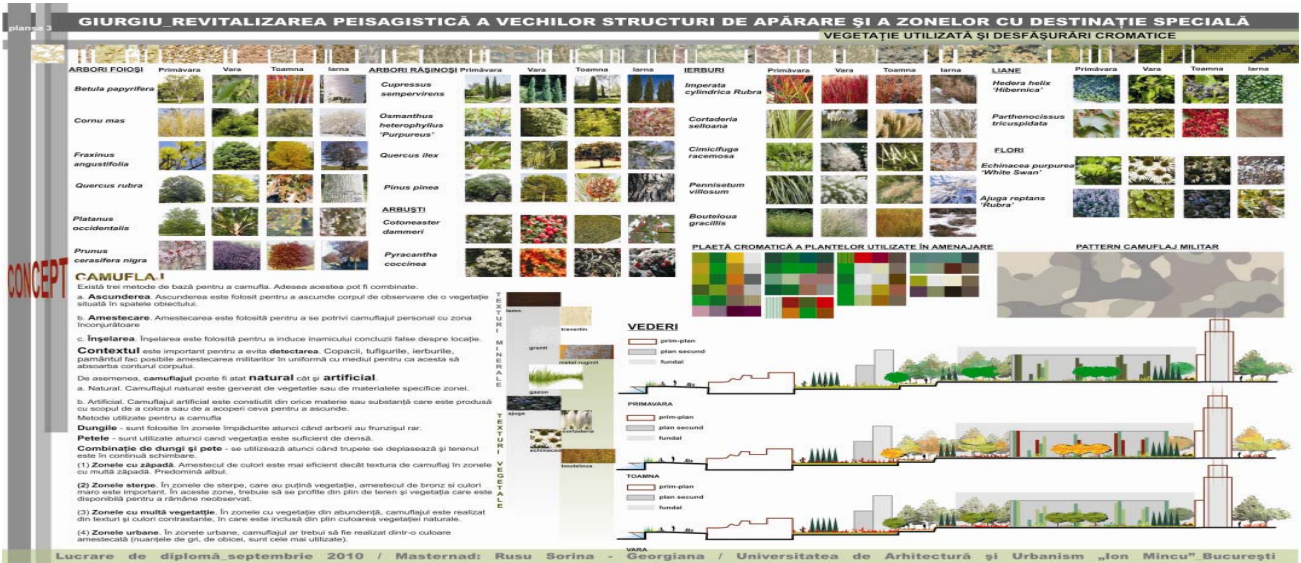 planșa 3
GIURGIU_REVITALIZAREA PEISAGISTICĂ A VECHILOR STRUCTURI DE APĂRARE ȘI A ZONELOR CU DESTINAȚIE SPECIALĂ
VEGETAȚIE UTILIZATĂ ȘI DESFĂȘURĂRI CROMATICE
ARBORI FOIOȘI Primăvara Vara Toamna Iarna
Betula papyrifera
Cornu mas
Fraxinus
angustifolia
Quercus rubra
Platanus
occidentalis
Prunus
cerasifera nigra
ARBORI RĂȘINOȘI Primăvara Vara Toamna Iarna
Cupressus
sempervirens
Osmanthus
heterophyllus
'Purpureus'
Quercus ilex
Pinus pinea
ARBUȘTI
Cotoneaster
dammeri
Pyracantha
coccinea
IERBURI Primăvara Vara Toamna Iarna
Imperata
cylindrica Rubra
Cortaderia
selloana
Cimicifuga
racemosa
Pennisetum
villosum
Bouteloua
gracillis
LIANE Primăvara Vara Toamna Iarna
Hedera helix
'Hibernica'
Parthenocissus
tricuspidata
FLORI
Echinacea purpurea
'White Swan'
Ajuga reptans
'Rubra'
PLAETĂ CROMATICĂ A PLANTELOR UTILIZATE ÎN AMENAJARE
PATTERN CAMUFLAJ MILITAR
CONCEPT
CAMUFLAJ
Există trei metode de bază pentru a camufla. Adesea acestea pot fi combinate.
a. Ascunderea. Ascunderea este folosit pentru a ascunde corpul de observare de o vegetație
situată în spatele obiectului.
b. Amestecare. Amestecarea este folosită pentru a se potrivi camuflajul personal cu zona
înconjurătoare
c. Înșelarea. Înșelarea este folosită pentru a induce inamicului concluzii false despre locație.
Contextul este important pentru a evita detectarea. Copacii, tufișurile, ierburile,
pamântul fac posibile amestecarea militarilor în uniformă cu mediul pentru ca acesta să
absoarba conturul corpului.
De asemenea, camuflajul poate fi atat natural cât și artificial.
a. Natural. Camuflajul natural este generat de vegetatie sau de materialele specifice zonei.
b. Artificial. Camuflajul artificial este constiutit din orice materie sau substanță care este produsă
cu scopul de a colora sau de a acoperi ceva pentru a ascunde.
Metode utilizate pentru a camufla
Dungile - sunt folosite în zonele împădurite atunci când arborii au frunzișul rar.
Petele - sunt utilizate atunci cand vegetația este suficient de densă.
Combinație de dungi și pete - se utilizează atunci când trupele se deplasează și terenul
este în continuă schimbare.
(1) Zonele cu zăpadă. Amestecul de culori este mai eficient decât textura de camuflaj în zonele
cu multă zăpadă. Predomină albul.
(2) Zonele sterpe. În zonele de sterpe, care au puțină vegetație, amestecul de bronz si culori
maro este important. În aceste zone, trebuie să se profite din plin de teren și vegetația care este
disponibilă pentru a rămâne neobservat.
(3) Zonele cu multă vegetatție. În zonele cu vegetație din abundență, camuflajul este realizat
din texturi și culori contrastante, în care este inclusă din plin culoarea vegetației naturale.
(4) Zonele urbane. În zonele urbane, camuflajul ar trebui să fie realizat dintr-o culoare
amestecată (nuanțele de gri, de obicei, sunt cele mai utilizate).
TEXTURI MINERALE
travertin
granit
metal ruginit
gazon
TEXTURI VEGETALE
ajuga
cortaderia
echinacea
bouteloua
VEDERI
prim-plan
plan secund
fundal
PRIMAVARA
prim-plan
plan secund
fundal
TOAMNA
prim-plan
plan secund
fundal
VARA
Lucrare de diplomă_septembrie 2010 / Masternad: Rusu Sorina - Georgiana / Universitatea de Arhitectură și Urbanism „Ion Mincu"_București